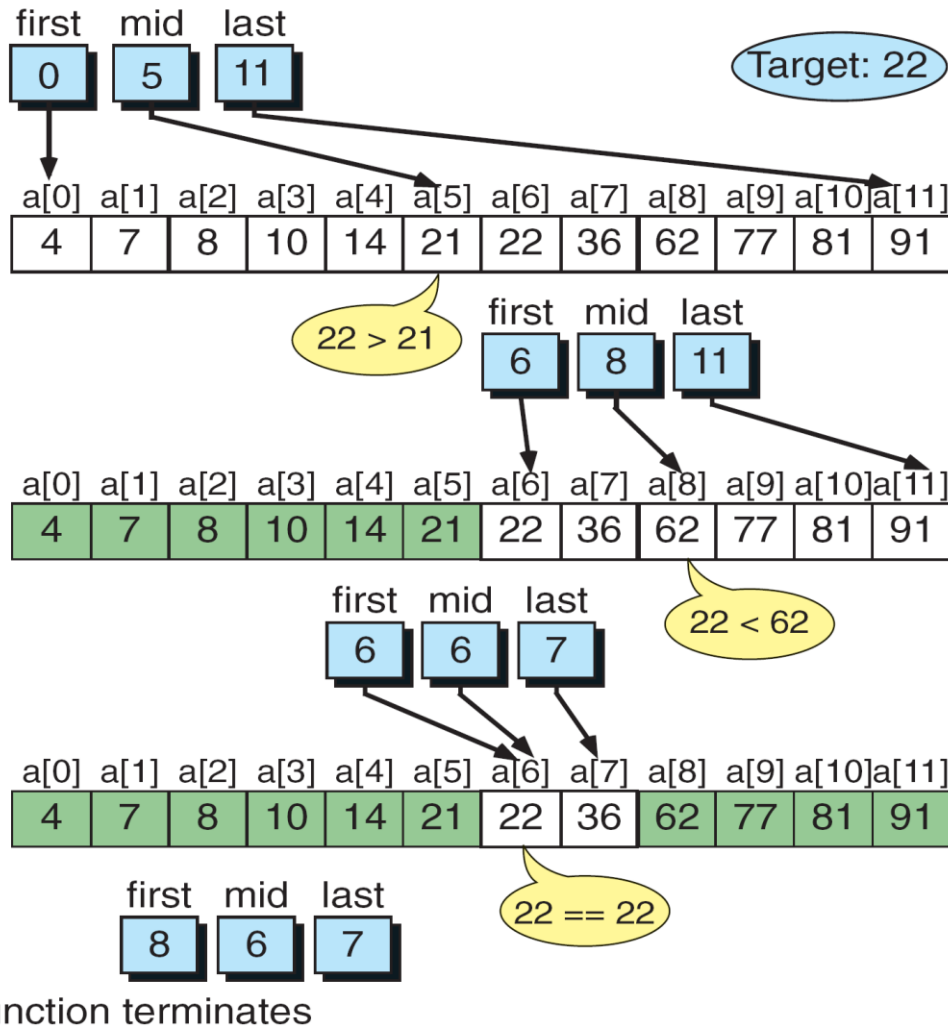 first mid last
0 5 11
Target: 22
a[0] a[1] a[2] a[3] a[4] a[5] a[6] a[7] a[8] a[9] a[10] a[11]
4 7 8 10 14 21 22 36 62 77 81 91
22 > 21
first mid last
6 8 11
a[0] a[1] a[2] a[3] a[4] a[5] a[6] a[7] a[8] a[9] a[10] a[11]
4 7 8 10 14 21 22 36 62 77 81 91
22 < 62
first mid last
6 6 7
a[0] a[1] a[2] a[3] a[4] a[5] a[6] a[7] a[8] a[9] a[10] a[11]
4 7 8 10 14 21 22 36 62 77 81 91
22 == 22
first mid last
8 6 7
unction terminates